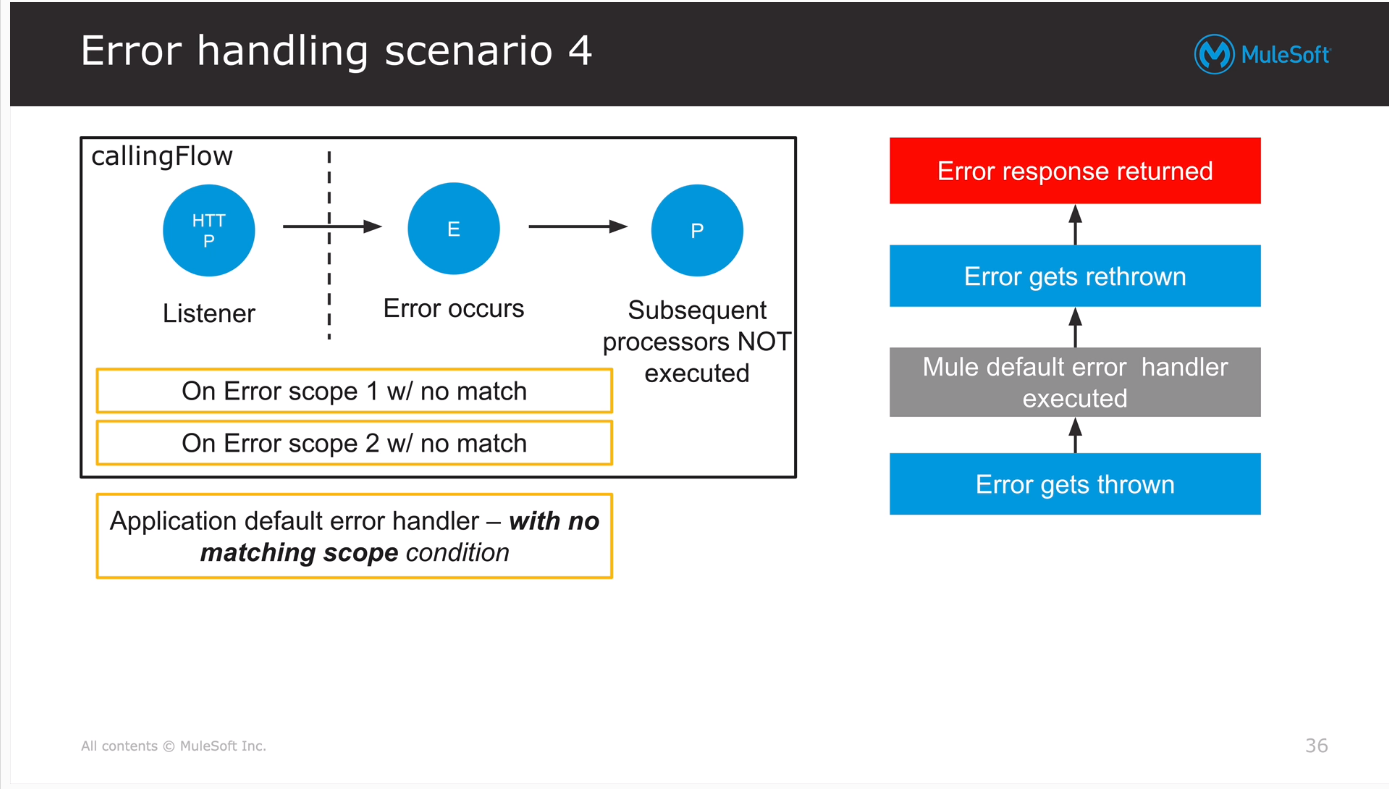 Error handling scenario 4
MuleSoft
callingFlow
HTT
P
E
P
Listener
Error occurs
Subsequent
processors NOT
executed
On Error scope 1 w/ no match
On Error scope 2 w/ no match
Application default error handler – with no
matching scope condition
Error response returned
Error gets rethrown
Mule default error handler
executed
Error gets thrown
All contents © MuleSoft Inc.
36